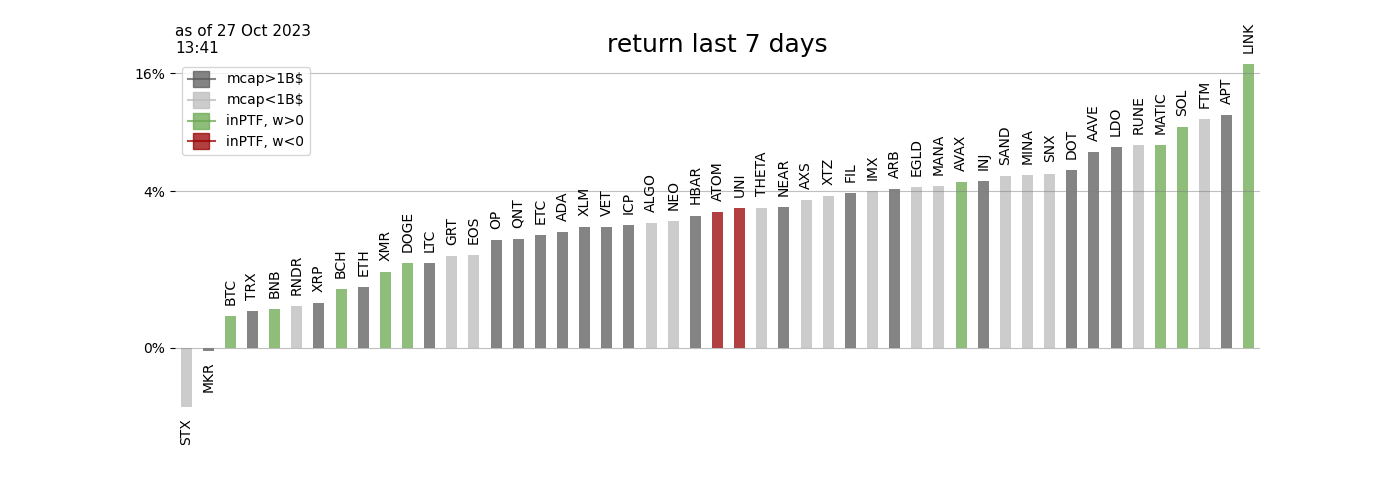 as of 27 Oct 2023
13:41
return last 7 days
mcap>1B$
mcap<1B$
inPTF, w>0
inPTF, w<0
16%
4%
0%
STX
MKR
BTC
TRX
BNB
RNDR
XRP
BCH
ETH
XMR
DOGE
LTC
GRT
EOS
OP
QNT
ETC
ADA
XLM
VET
ICP
ALGO
NEO
HBAR
ATOM
UNI
THETA
NEAR
AXS
XTZ
FIL
IMX
ARB
EGLD
MANA
AVAX
INJ
SAND
MINA
SNX
DOT
AAVE
LDO
RUNE
MATIC
SOL
FTM
APT
LINK